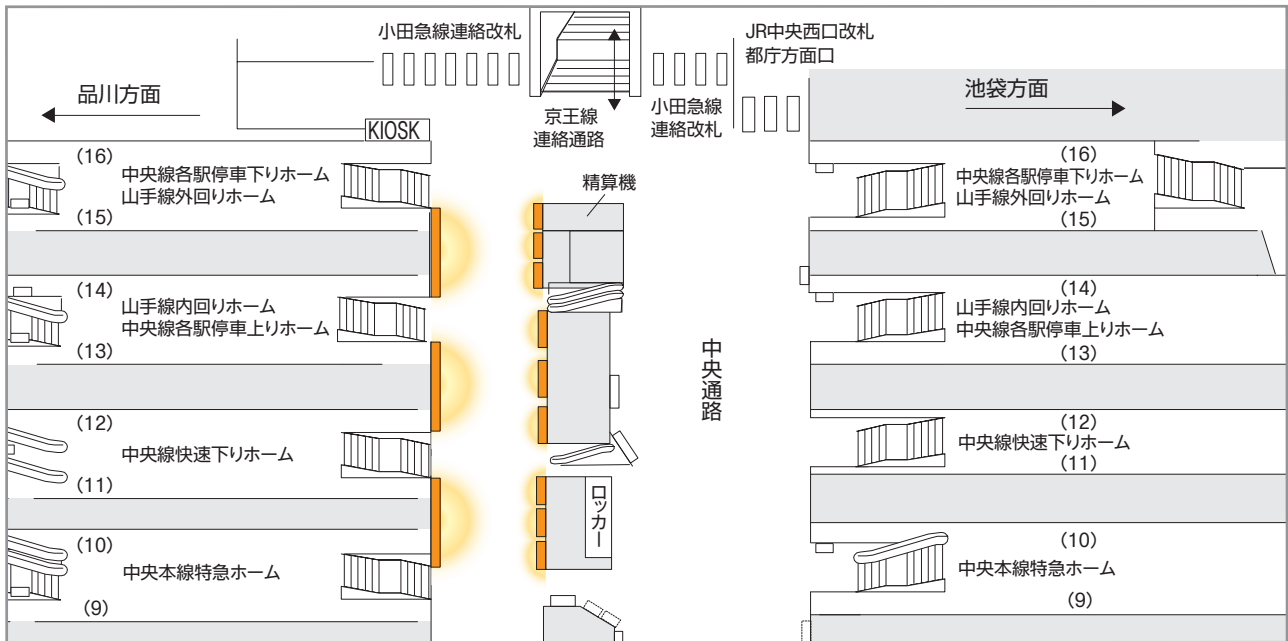 小田急線連絡改札
JR中央西口改札
都庁方面口
品川方面
池袋方面
小田急線
連絡改札
京王線
連絡通路
KIOSK
精算機
(16)
中央線各駅停車下りホーム
山手線外回りホーム
(15)
(14)
山手線内回りホーム
中央線各駅停車上りホーム
(13)
(12)
中央線快速下りホーム
(11)
(10)
中央本線特急ホーム
(9)
中央通路
ロッカー
(16)
中央線各駅停車下りホーム
山手線外回りホーム
(15)
(14)
山手線内回りホーム
中央線各駅停車上りホーム
(13)
(12)
中央線快速下りホーム
(11)
(10)
中央本線特急ホーム
(9)